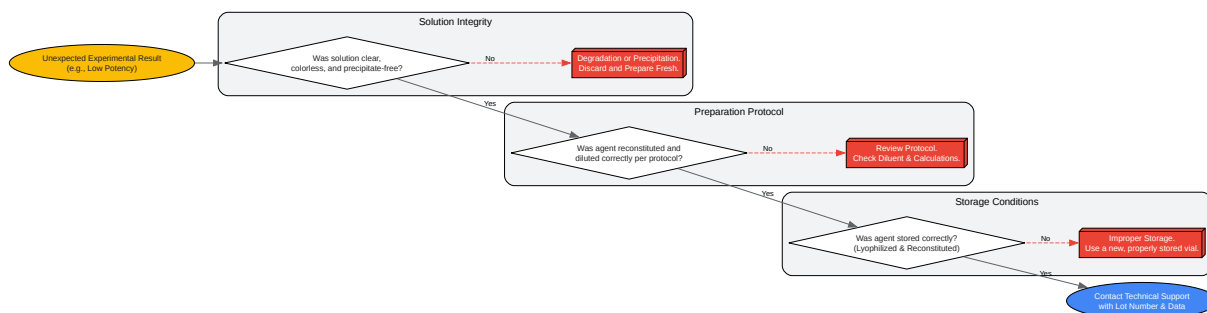 Solution Integrity
Unexpected Experimental Result
(e.g., Low Potency)
Was solution clear,
colorless, and precipitate-free?
No
Degradation or Precipitation.
Discard and Prepare Fresh.
Yes
Preparation Protocol
Was agent reconstituted and
diluted correctly per protocol?
No
Review Protocol.
Check Diluent & Calculations.
Yes
Storage Conditions
Was agent stored correctly?
(Lyophilized & Reconstituted)
No
Improper Storage.
Use a new, properly stored vial.
Yes
Contact Technical Support
with Lot Number & Data